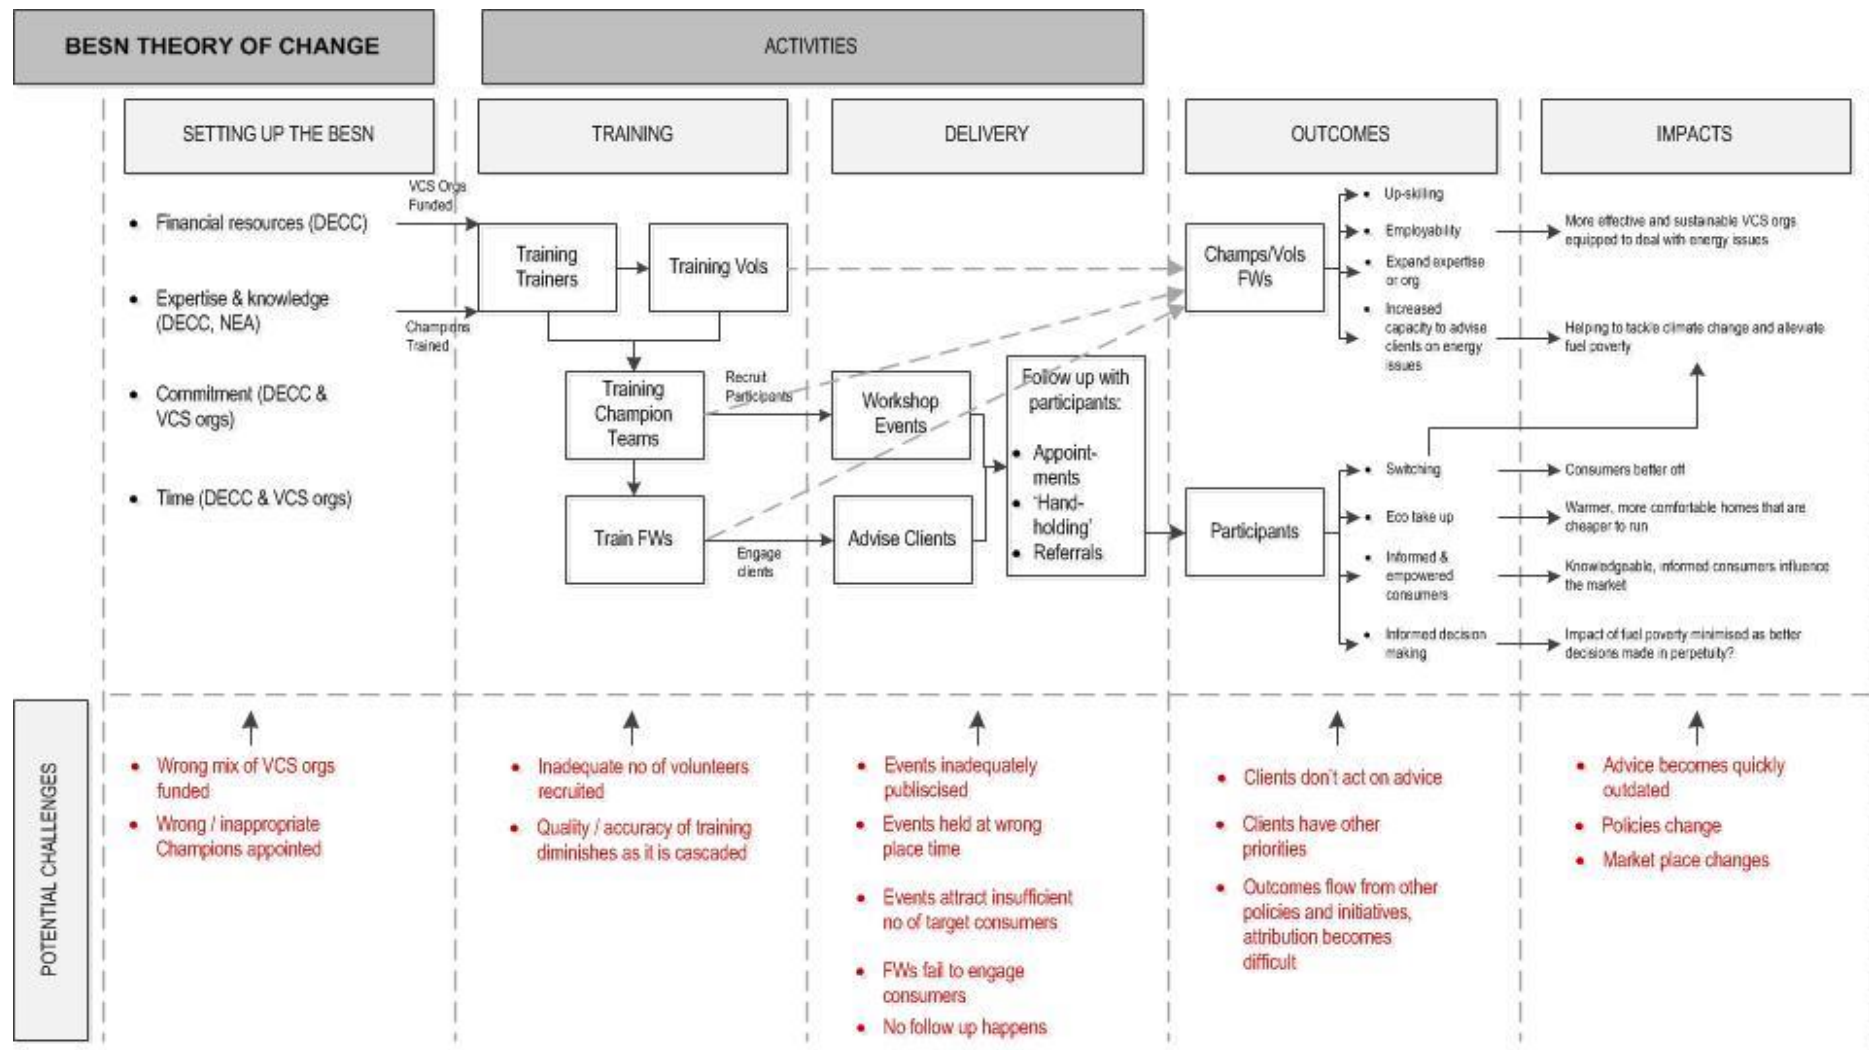 BESN THEORY OF CHANGE
ACTIVITIES
SETTING UP THE BESN
TRAINING
DELIVERY
OUTCOMES
IMPACTS
• Financial resources (DECC)
• Expertise & knowledge
(DECC, NEA)
• Commitment (DECC &
VCS orgs)
• Time (DECC & VCS orgs)
VCS Orgs
Funded
Champions
Trained
Training
Trainers
Training Vols
Training
Champion
Teams
Train FWs
Recruit
Participants
Engage
clients
Workshop
Events
Advise Clients
Follow up with
participants:
• Appoint-
ments
• 'Hand-
holding'
• Referrals
Champs/Vols
FWs
• Up-skilling
• Employability
• Expand expertise
or org
• Increased
capacity to advise
clients on energy
issues
Participants
• Switching
• Eco take up
• Informed &
empowered
consumers
• Informed decision
making
More effective and sustainable VCS orgs
equipped to deal with energy issues
Helping to tackle climate change and alleviate
fuel poverty
Consumers better off
Warmer, more comfortable homes that are
cheaper to run
Knowledgeable, informed consumers influence
the market
Impact of fuel poverty minimised as better
decisions made in perpetuity?
POTENTIAL CHALLENGES
• Wrong mix of VCS orgs
funded
• Wrong / inappropriate
Champions appointed
• Inadequate no of volunteers
recruited
• Quality / accuracy of training
diminishes as it is cascaded
• Events inadequately
publiscised
• Events held at wrong
place time
• Events attract insufficient
no of target consumers
• FWs fail to engage
consumers
• No follow up happens
• Clients don't act on advice
• Clients have other
priorities
• Outcomes flow from other
policies and initiatives,
attribution becomes
difficult
• Advice becomes quickly
outdated
• Policies change
• Market place changes